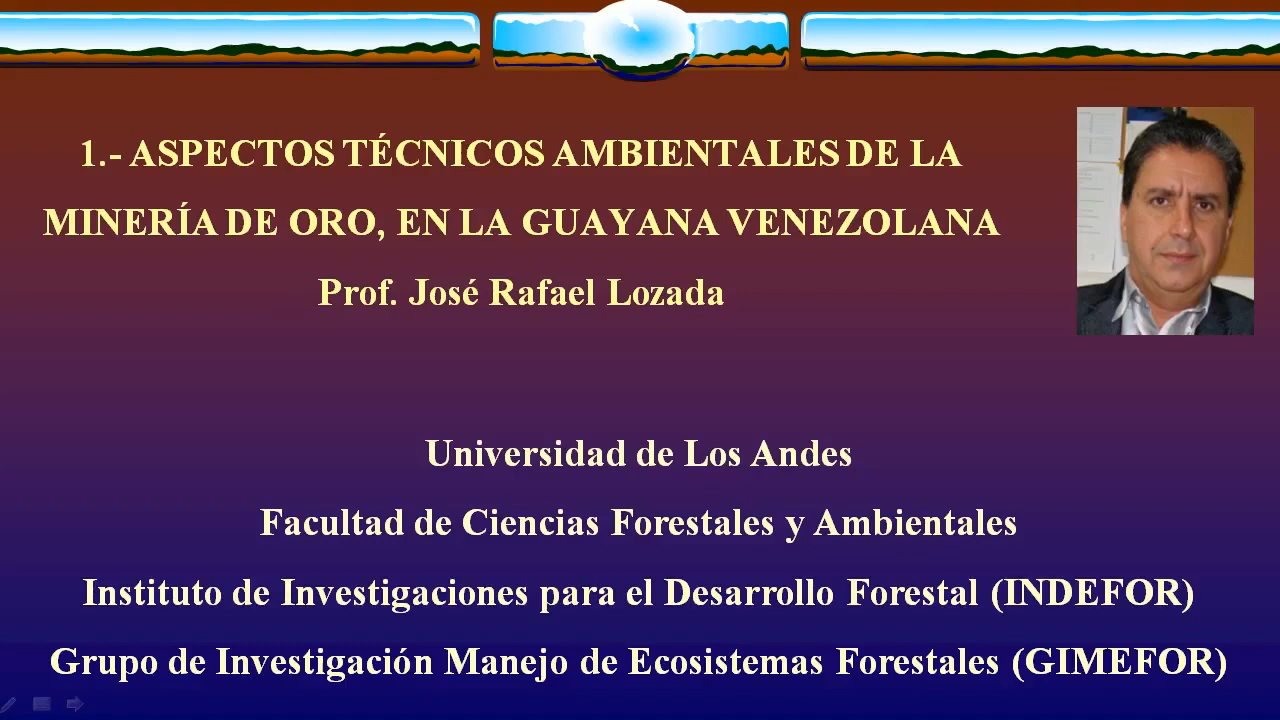 1.- ASPECTOS TÉCNICOS AMBIENTALES DE LA
MINERÍA DE ORO, EN LA GUAYANA VENEZOLANA
Prof. José Rafael Lozada
Universidad de Los Andes
Facultad de Ciencias Forestales y Ambientales
Instituto de Investigaciones para el Desarrollo Forestal (INDEFOR)
Grupo de Investigación Manejo de Ecosistemas Forestales (GIMEFOR)